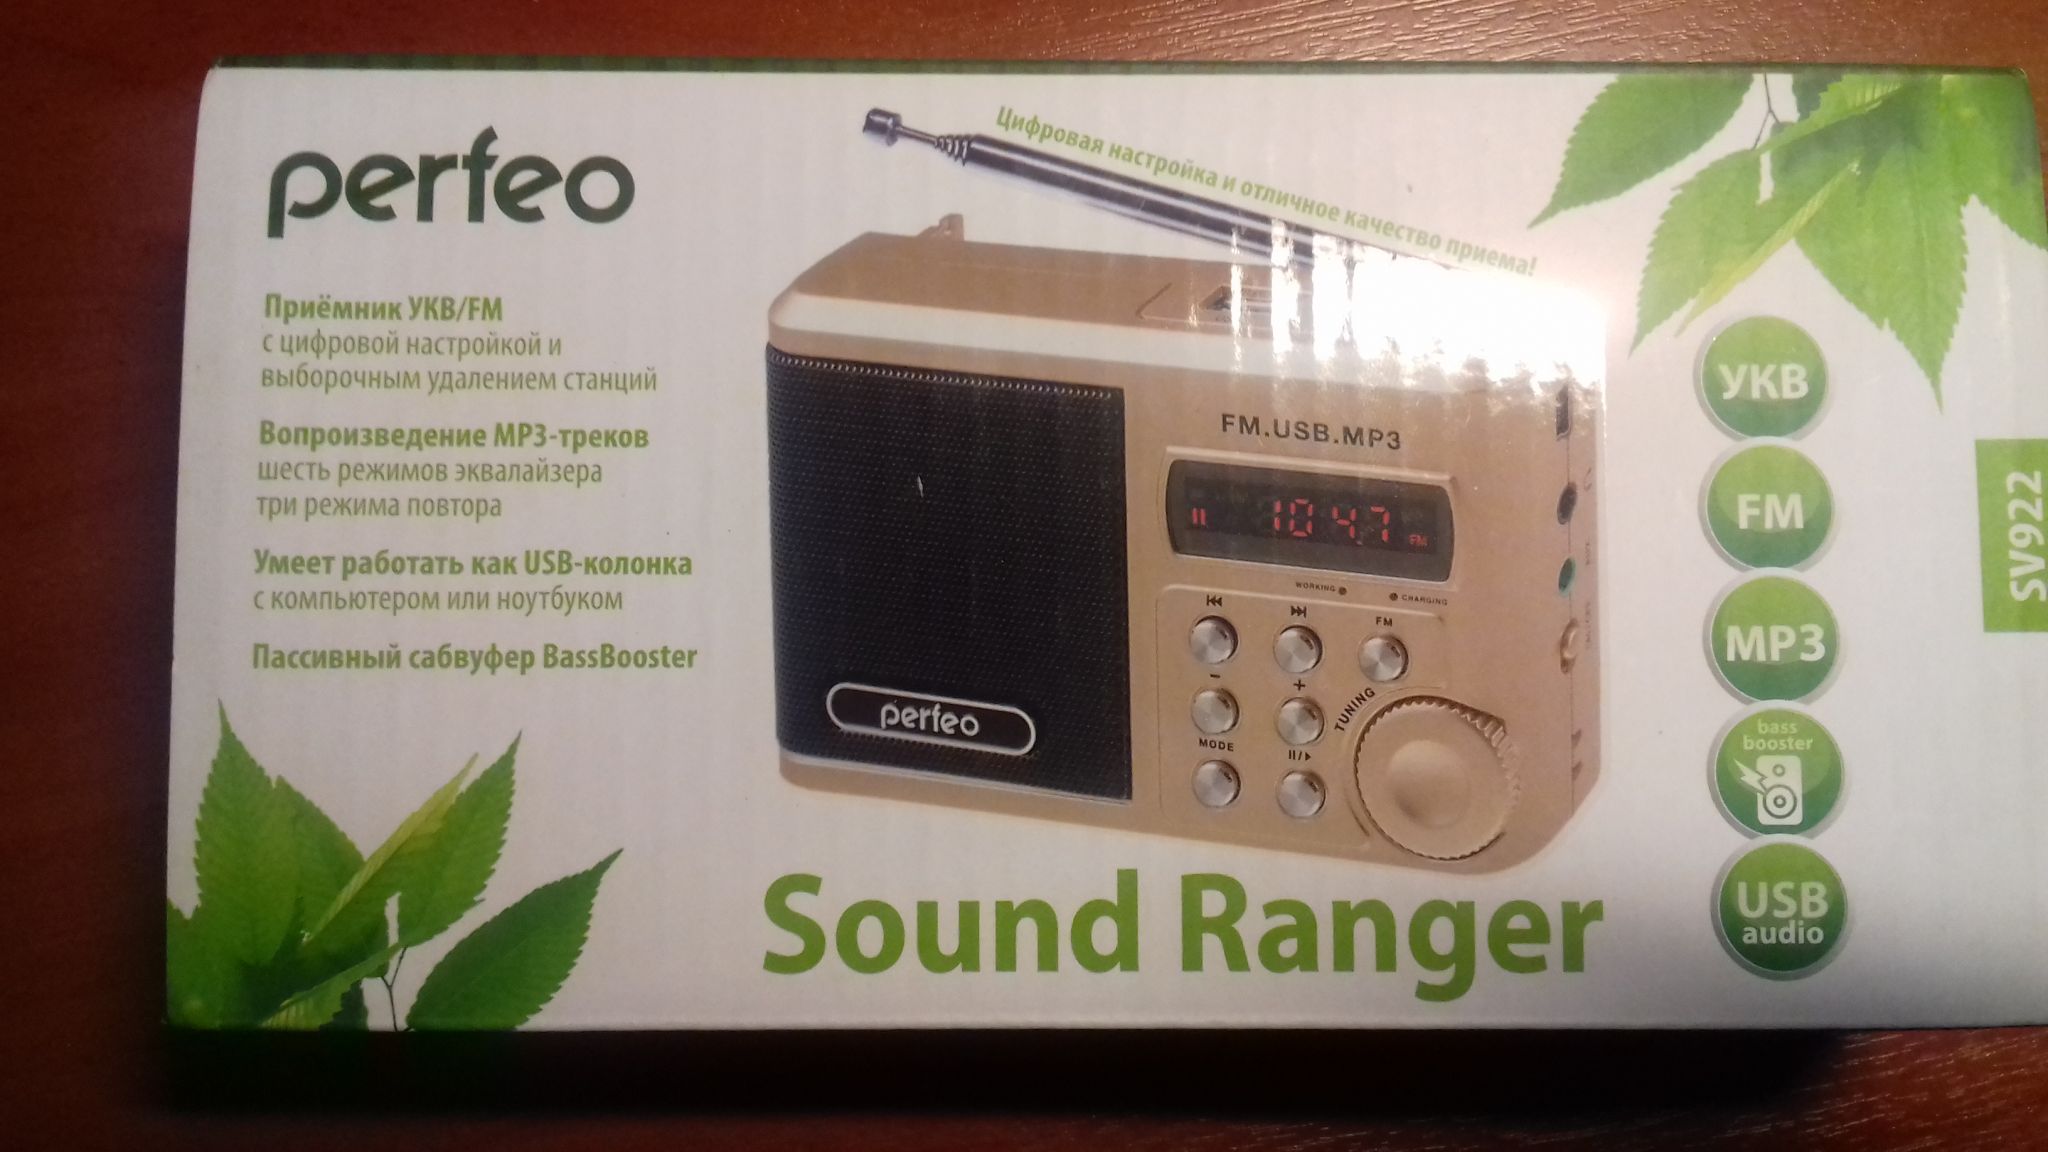 perfeo
Цифровая настройка и отличное качество приема!
Приёмник УКВ/FM
с цифровой настройкой и
выборочным удалением станций
Вопроизведение MP3-треков
шесть режимов эквалайзера
три режима повтора
Умеет работать как USB-колонка
с компьютером или ноутбуком
Пассивный сабвуфер BassBooster
FM.USB.MP3
104.7
FM
WORKING
CHARGING
FM
-
+
TUNING
MODE
perfeo
Sound Ranger
УКВ
FM
MP3
bass
booster
USB
audio
SV922